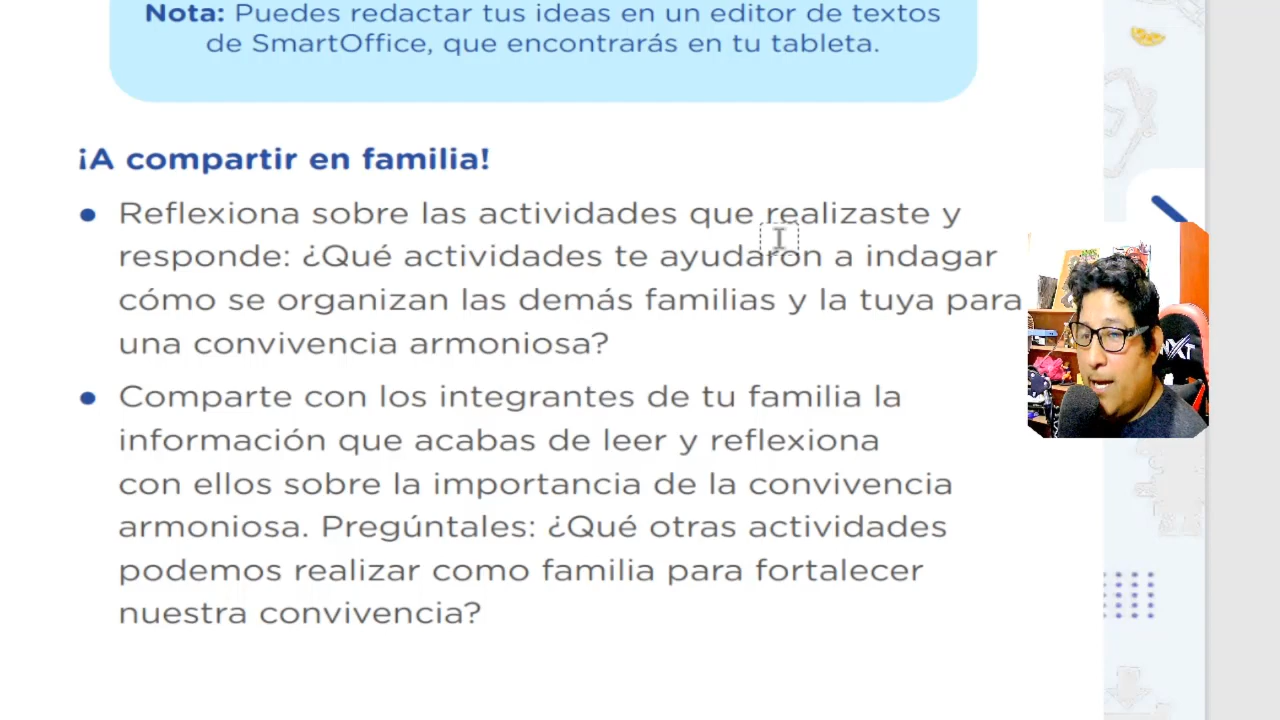 Nota: Puedes redactar tus ideas en un editor de textos
de SmartOffice, que encontrarás en tu tableta.
¡A compartir en familia!
● Reflexiona sobre las actividades que realizaste y
responde: ¿Qué actividades te ayudaron a indagar
cómo se organizan las demás familias y la tuya para
una convivencia armoniosa?
● Comparte con los integrantes de tu familia la
información que acabas de leer y reflexiona
con ellos sobre la importancia de la convivencia
armoniosa. Pregúntales: ¿Qué otras actividades
podemos realizar como familia para fortalecer
nuestra convivencia?
NXT